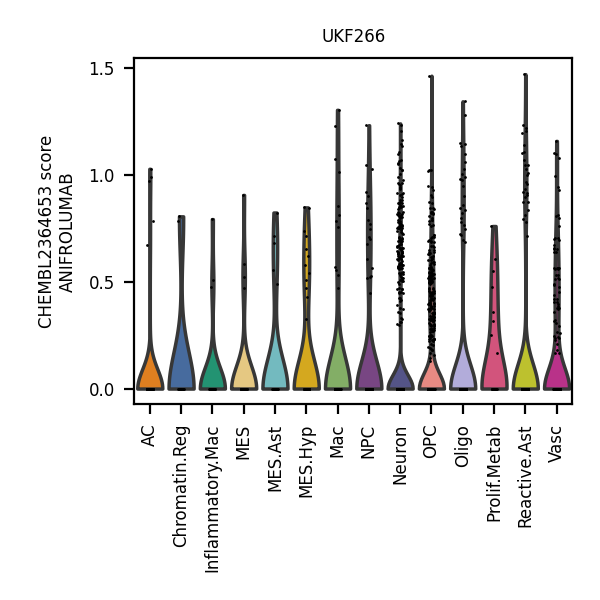 UKF266
CHEMBL2364653 score
ANIFROLUMAB
1.5
1.0
0.5
0.0
AC
Chromatin.Reg
Inflammatory.Mac
MES
MES.Ast
MES.Hyp
Mac
NPC
Neuron
OPC
Oligo
Prolif.Metab
Reactive.Ast
Vasc